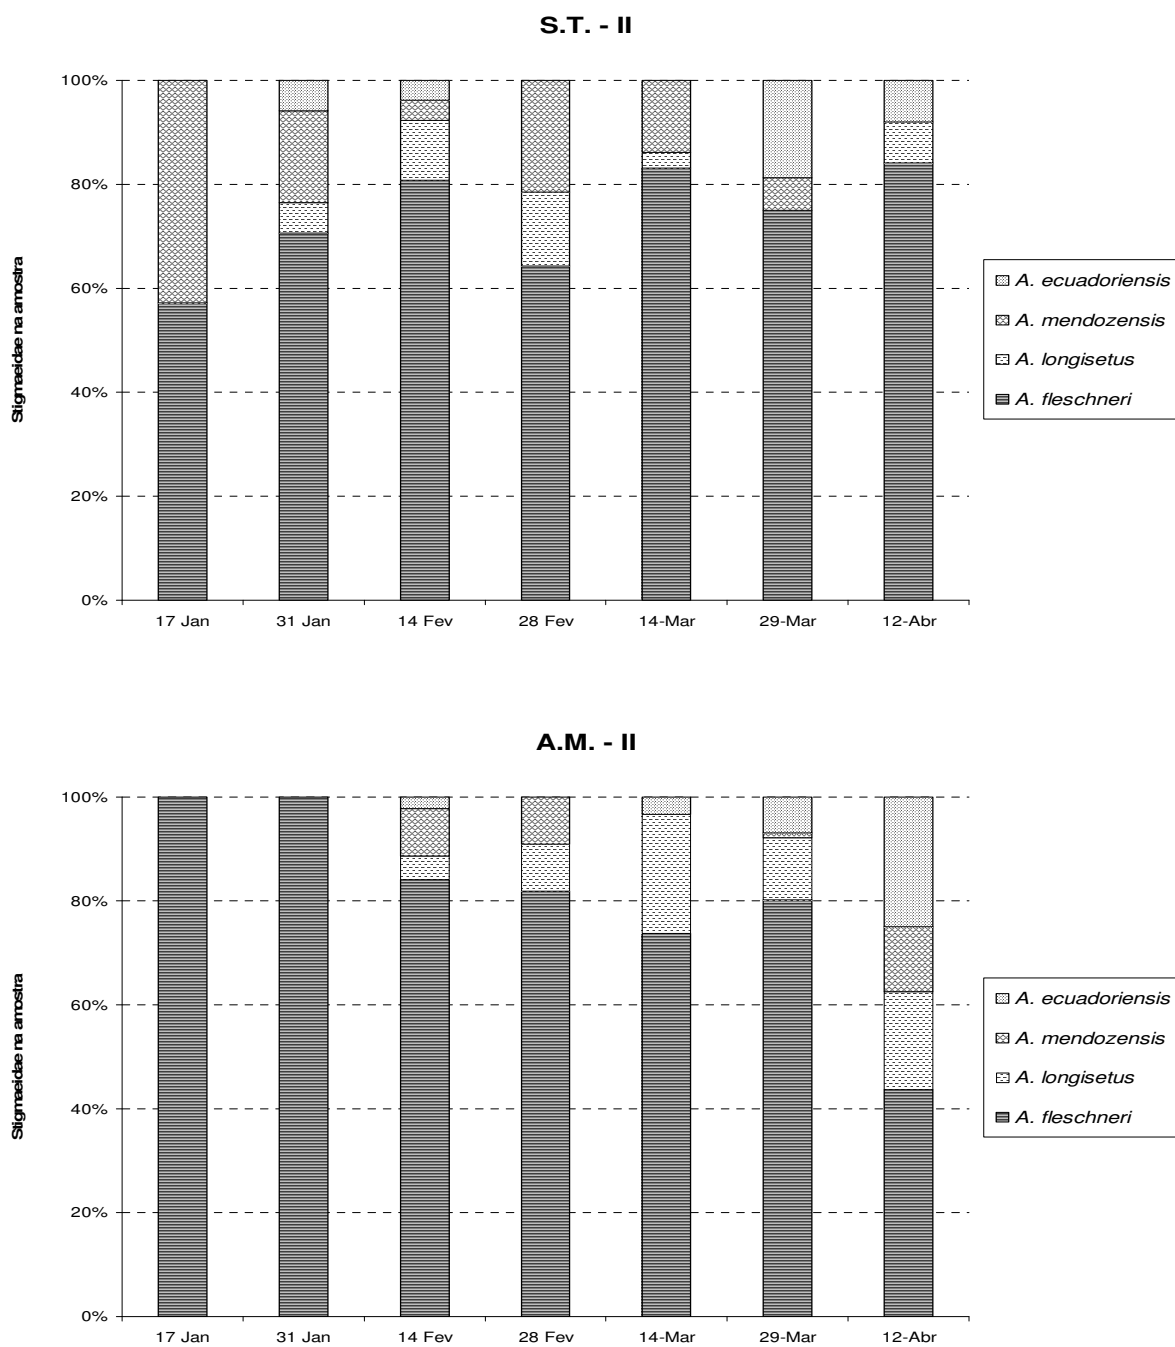 S.T. - II
100%
80%
60%
40%
20%
0%
Stigmaeidae na amostra
17 Jan 31 Jan 14 Fev 28 Fev 14-Mar 29-Mar 12-Abr
A. ecuadoriensis
A. mendozensis
A. longisetus
A. fleschneri
A.M. - II
100%
80%
60%
40%
20%
0%
Stigmaeidae na amostra
17 Jan 31 Jan 14 Fev 28 Fev 14-Mar 29-Mar 12-Abr
A. ecuadoriensis
A. mendozensis
A. longisetus
A. fleschneri